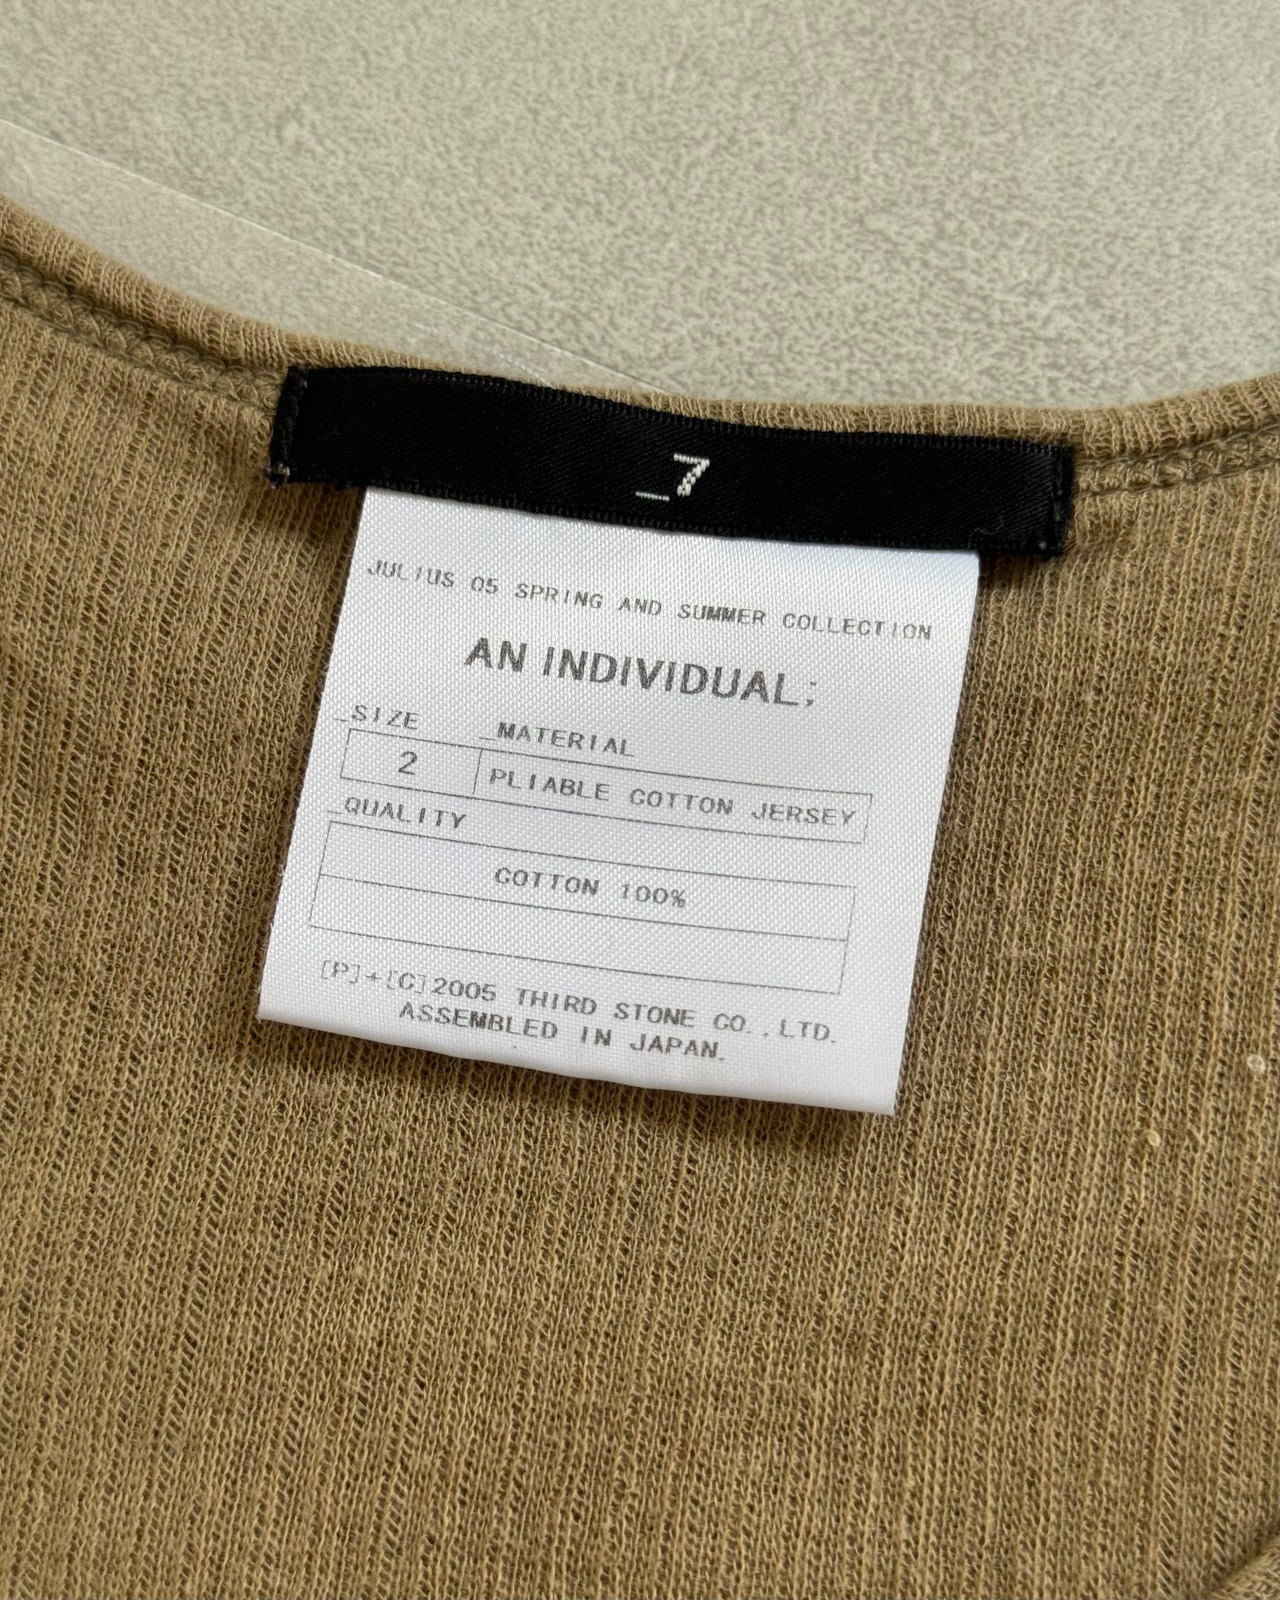 _7
JULIUS 05 SPRING AND SUMMER COLLECTION
AN INDIVIDUAL;
_SIZE _MATERIAL
2 PLIABLE COTTON JERSEY
_QUALITY
COTTON 100%
[P]+[C]2005 THIRD STONE CO.,LTD.
ASSEMBLED IN JAPAN.